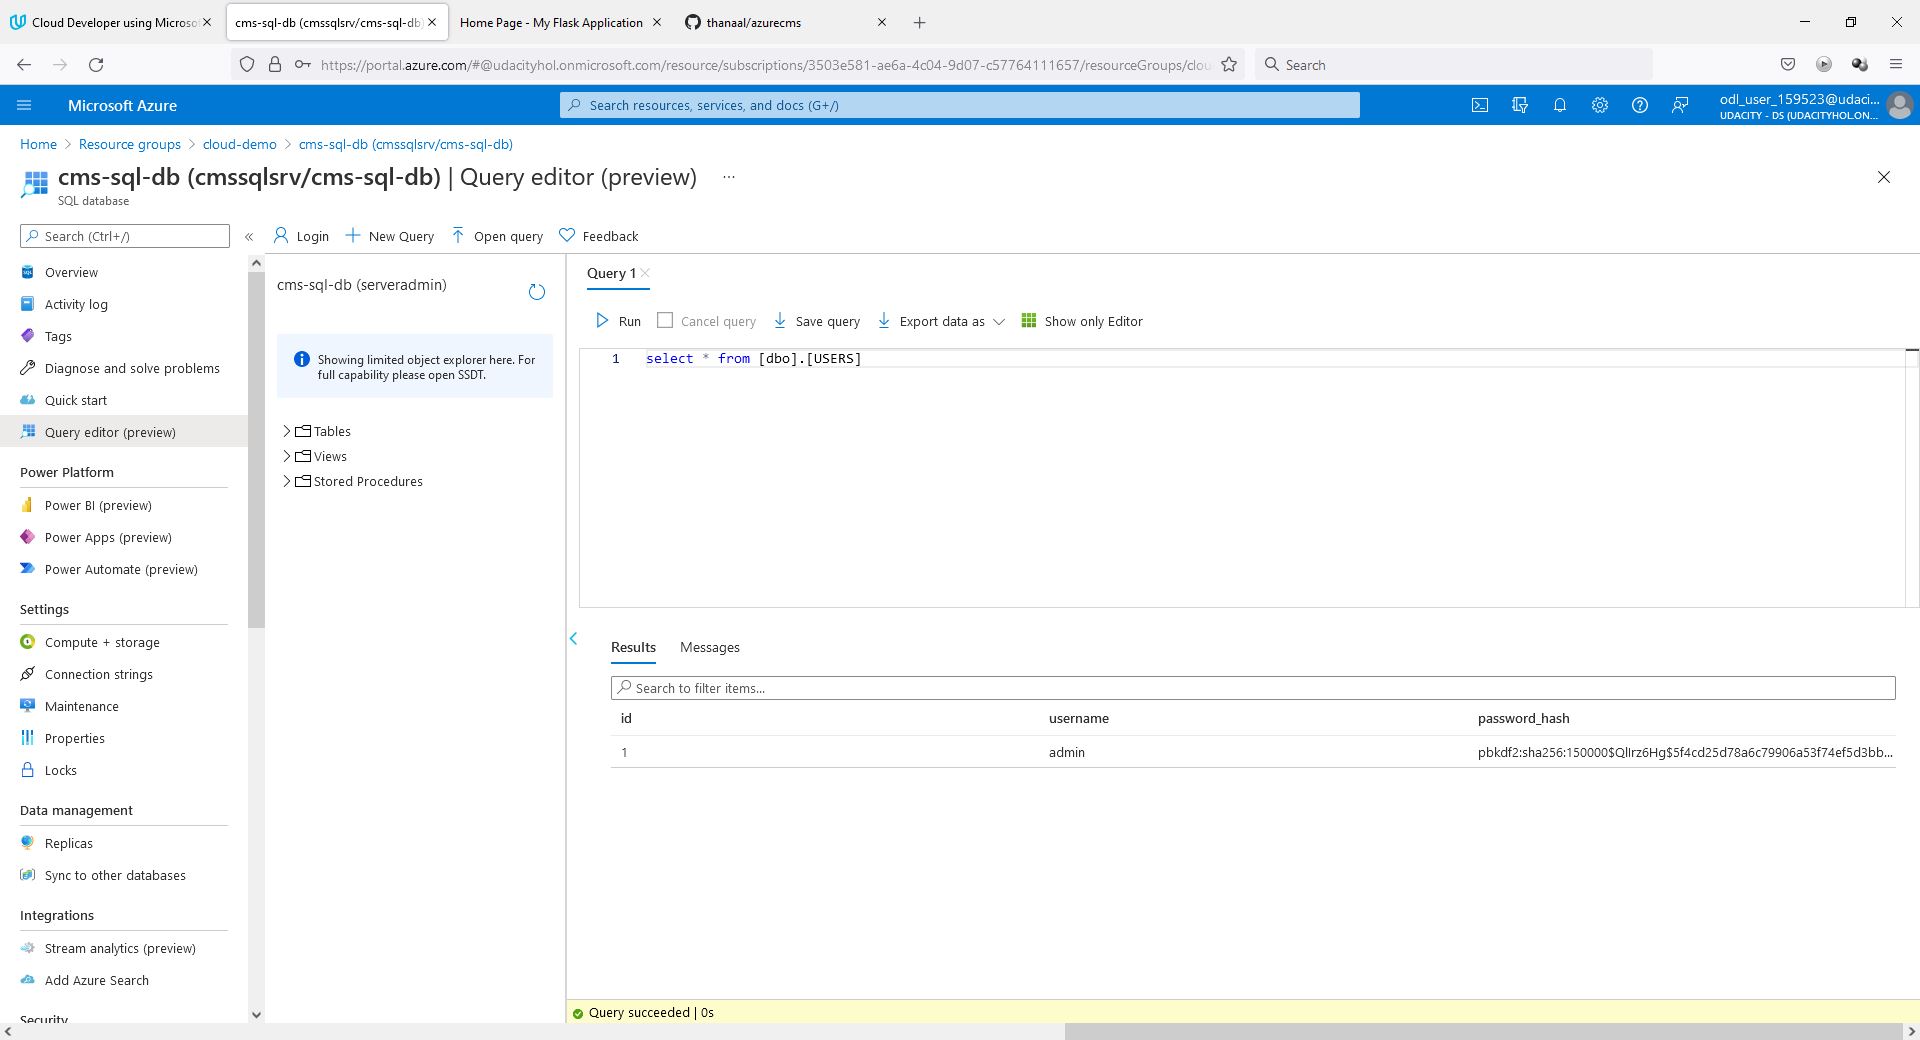 Cloud Developer using Microso
cms-sql-db (cmssqlsrv/cms-sql-db)
Home Page - My Flask Application
thanaal/azurecms
https://portal.azure.com/#@udacityhol.onmicrosoft.com/resource/subscriptions/3503e581-ae6a-4c04-9d07-c57764111657/resourceGroups/clou
Search
Microsoft Azure
Search resources, services, and docs (G+/)
odl_user_159523@udaci...
UDACITY - DS (UDACITYHOL.ON...
Home > Resource groups > cloud-demo > cms-sql-db (cmssqlsrv/cms-sql-db)
cms-sql-db (cmssqlsrv/cms-sql-db) | Query editor (preview) ...
SQL database
Search (Ctrl+/)
«
Overview
Activity log
Tags
Diagnose and solve problems
Quick start
Query editor (preview)
Power Platform
Power BI (preview)
Power Apps (preview)
Power Automate (preview)
Settings
Compute + storage
Connection strings
Maintenance
Properties
Locks
Data management
Replicas
Sync to other databases
Integrations
Stream analytics (preview)
Add Azure Search
Security
Login
New Query
Open query
Feedback
cms-sql-db (serveradmin)
Showing limited object explorer here. For
full capability please open SSDT.
Tables
Views
Stored Procedures
Query 1
Run
Cancel query
Save query
Export data as
Show only Editor
1 select * from [dbo].[USERS]
Results
Messages
Search to filter items...
id username password_hash
1 admin pbkdf2:sha256:150000$QlIrz6Hg$5f4cd25d78a6c79906a53f74ef5d3bb...
Query succeeded | 0s